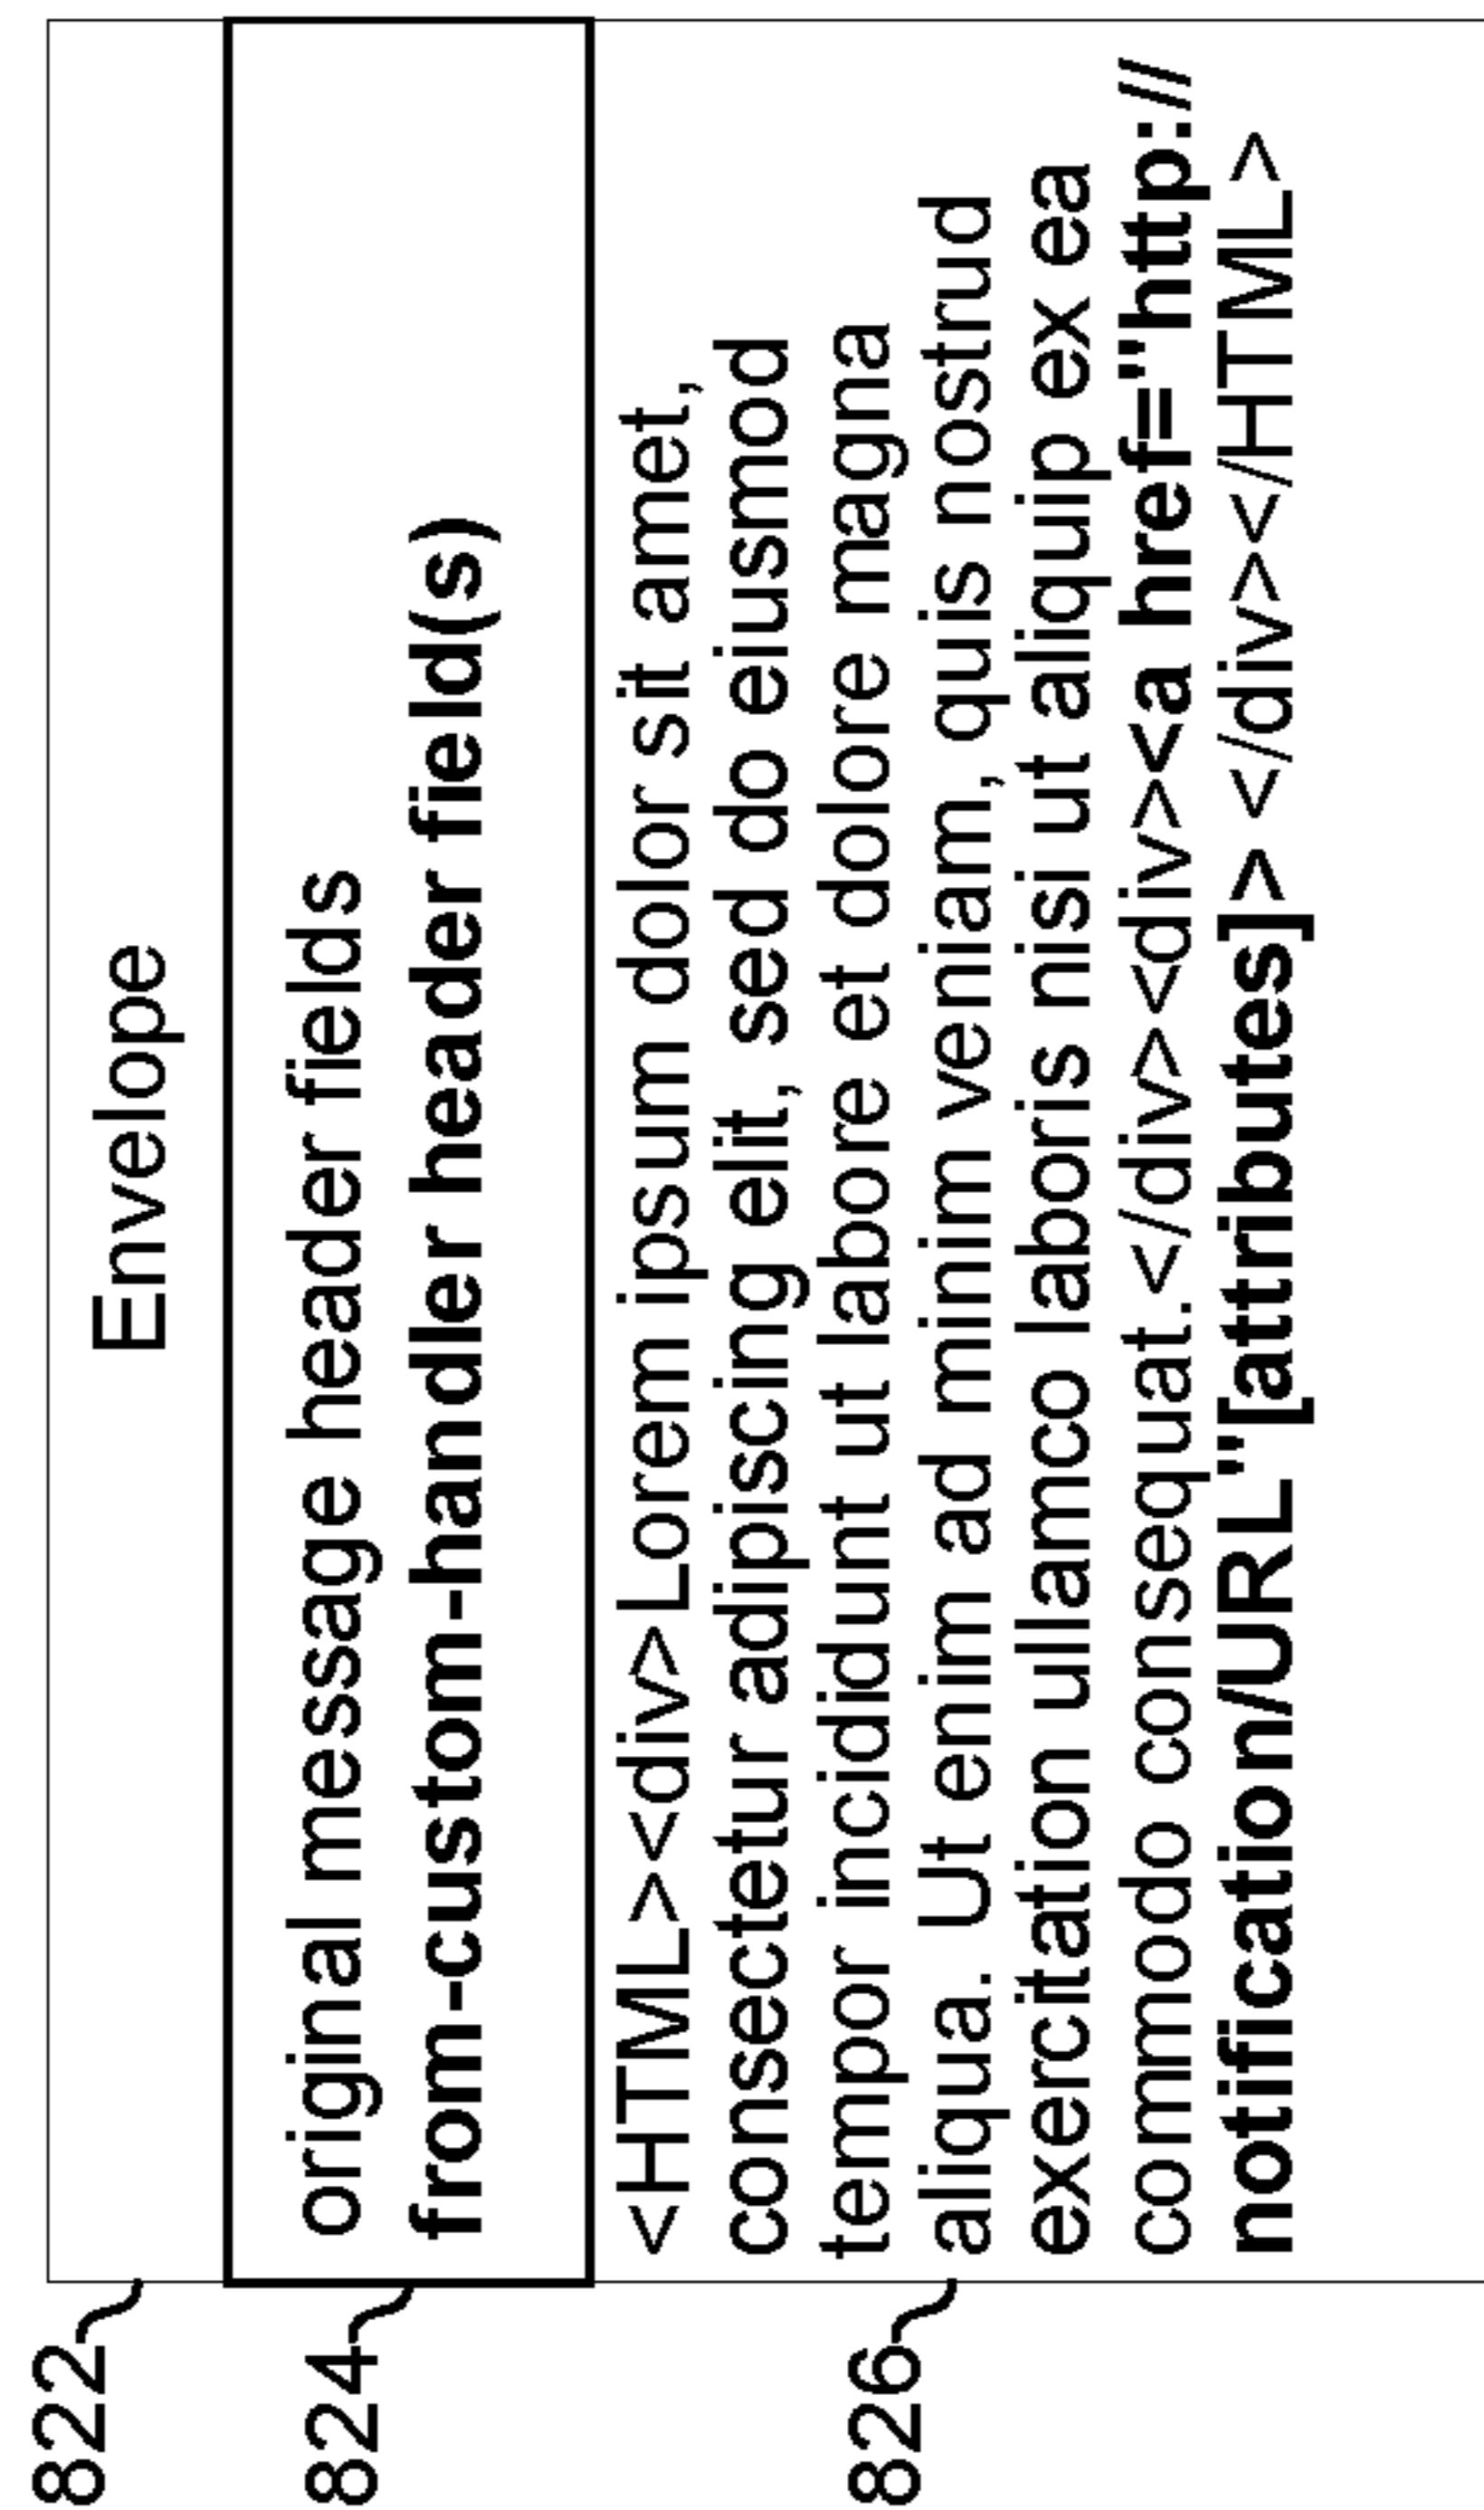 822
Envelope
824
original message header fields
from-custom-handler header field(s)
826
<HTML><div>Lorem ipsum dolor sit amet,
consectetur adipiscing elit, sed do eiusmod
tempor incididunt ut labore et dolore magna
aliqua. Ut enim ad minim veniam, quis nostrud
exercitation ullamco laboris nisi ut aliquip ex ea
commodo consequat.</div><div><a href="http://
notification/URL"[attributes]> </div></HTML>